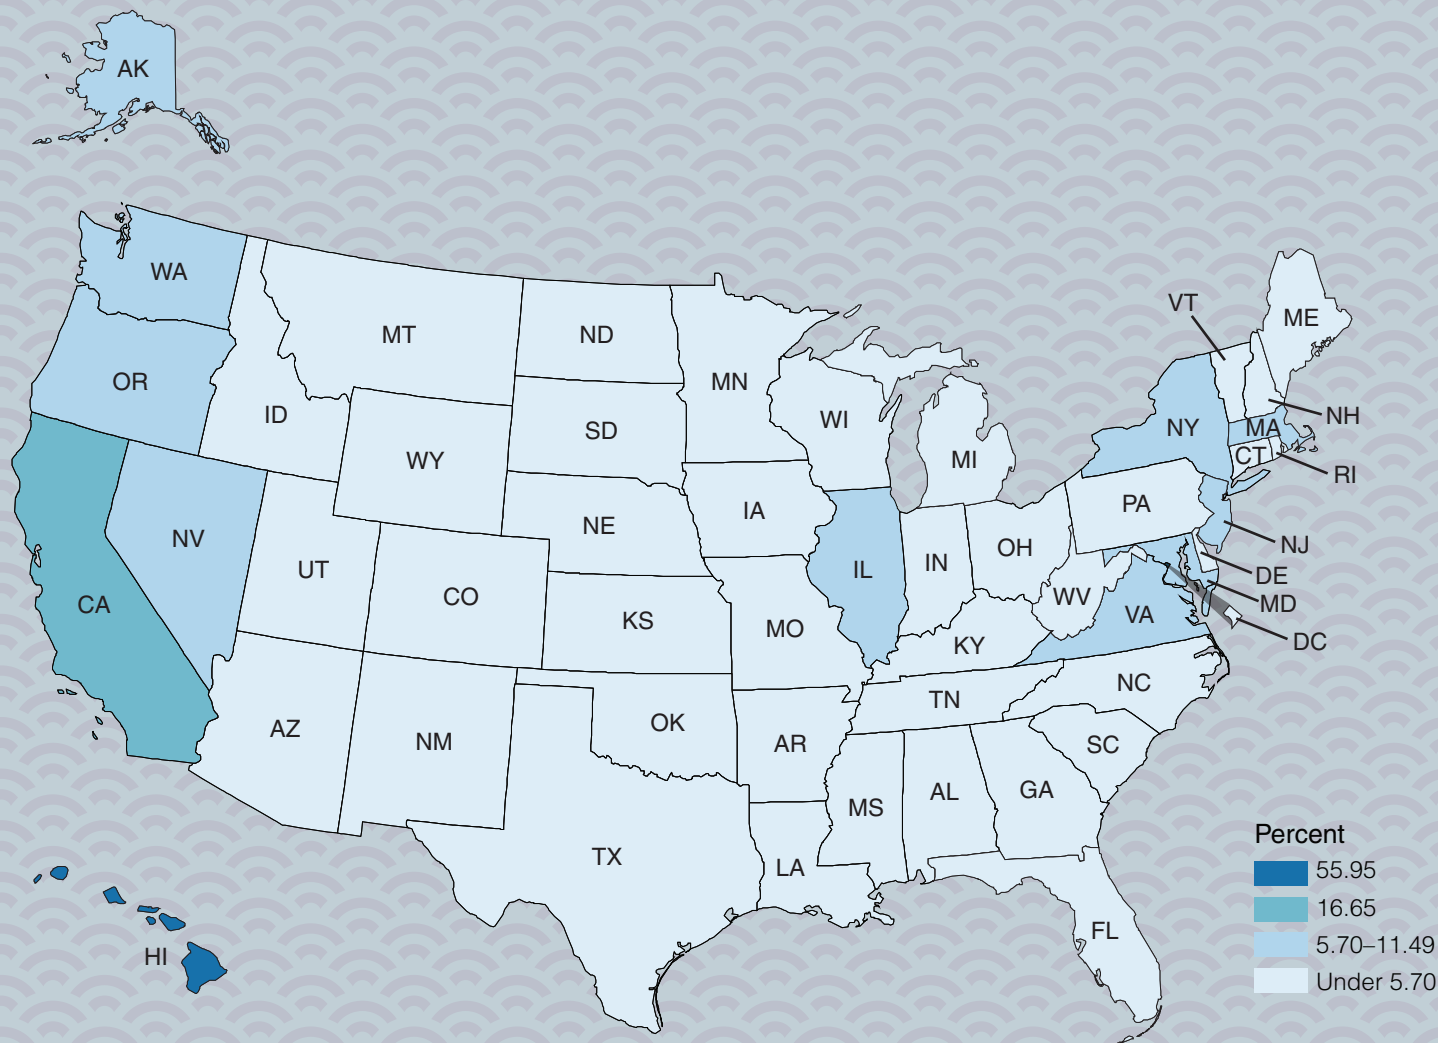 AK
WA
MT
ND
MN
VT
ME
OR
ID
WY
SD
WI
MI
NY
MA
NH
CT
RI
NV
UT
CO
NE
IA
IL
IN
OH
PA
NJ
DE
MD
DC
CA
KS
MO
KY
WV
VA
AZ
NM
OK
AR
TN
NC
SC
TX
LA
MS
AL
GA
FL
HI
Percent
55.95
16.65
5.70–11.49
Under 5.70